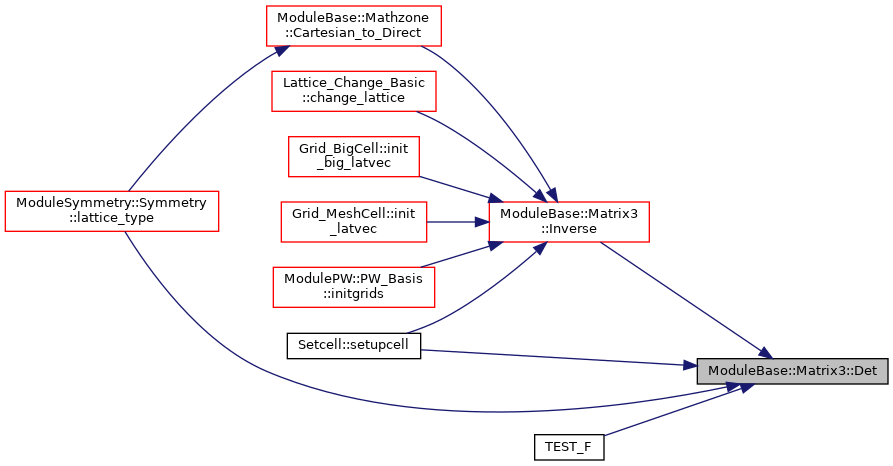 ModuleBase::Mathzone
::Cartesian_to_Direct
Lattice_Change_Basic
::change_lattice
Grid_BigCell::init
_big_latvec
ModuleSymmetry::Symmetry
::lattice_type
Grid_MeshCell::init
_latvec
ModuleBase::Matrix3
::Inverse
ModulePW::PW_Basis
::initgrids
Setcell::setupcell
ModuleBase::Matrix3::Det
TEST_F